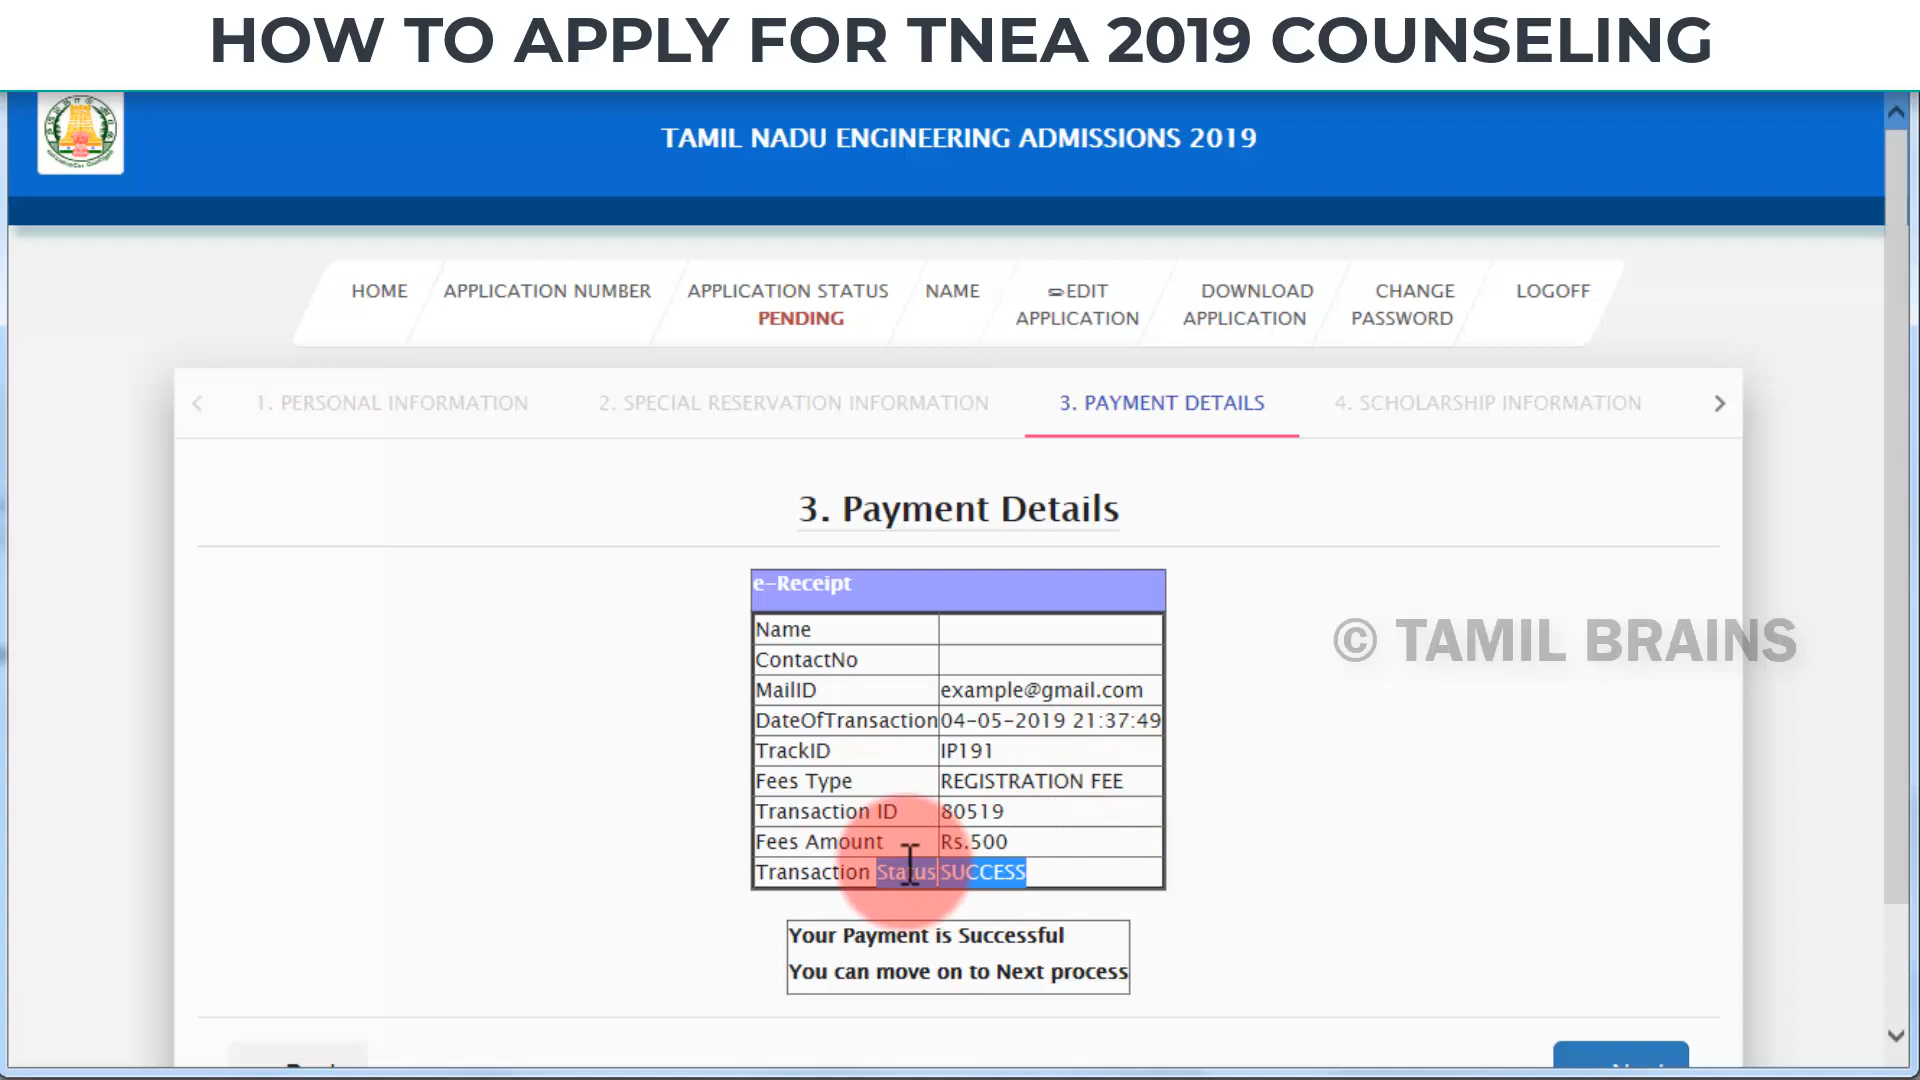 HOW TO APPLY FOR TNEA 2019 COUNSELING
TAMIL NADU ENGINEERING ADMISSIONS 2019
HOME APPLICATION NUMBER APPLICATION STATUS NAME EDIT DOWNLOAD CHANGE LOGOFF
PENDING APPLICATION APPLICATION PASSWORD
1. PERSONAL INFORMATION 2. SPECIAL RESERVATION INFORMATION 3. PAYMENT DETAILS 4. SCHOLARSHIP INFORMATION
3. Payment Details
e-Receipt
Name
ContactNo
MailID example@gmail.com
DateOfTransaction 04-05-2019 21:37:49
TrackID IP191
Fees Type REGISTRATION FEE
Transaction ID 80519
Fees Amount Rs.500
Transaction Status SUCCESS
Your Payment is Successful
You can move on to Next process
© TAMIL BRAINS